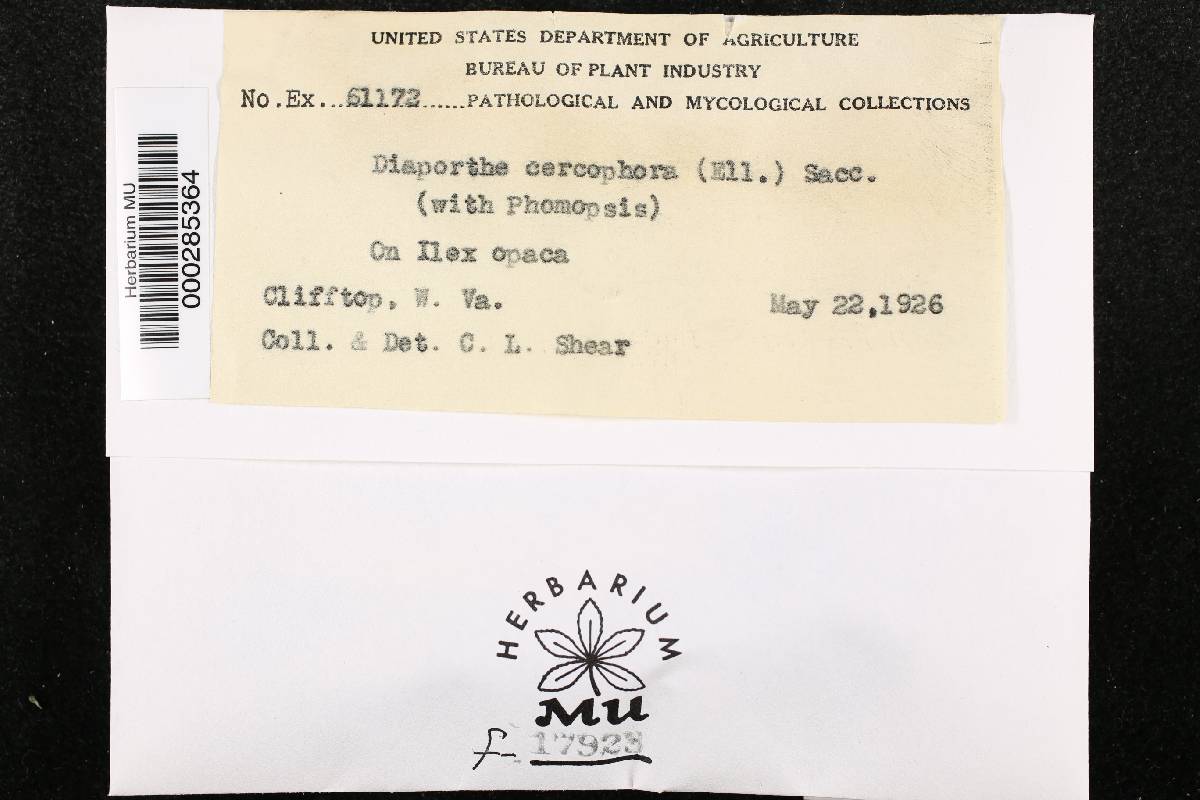 UNITED STATES DEPARTMENT OF AGRICULTURE
BUREAU OF PLANT INDUSTRY
No.Ex...61172......PATHOLOGICAL AND MYCOLOGICAL COLLECTIONS
Diaporthe cercophora (Ell.) Sacc.
(with Phomopsis)
On Ilex opaca
Clifftop, W. Va. May 22,1926
Coll. & Det. C. L. Shear
Herbarium MU
000285364
HERBARIUM
MU
f-17923